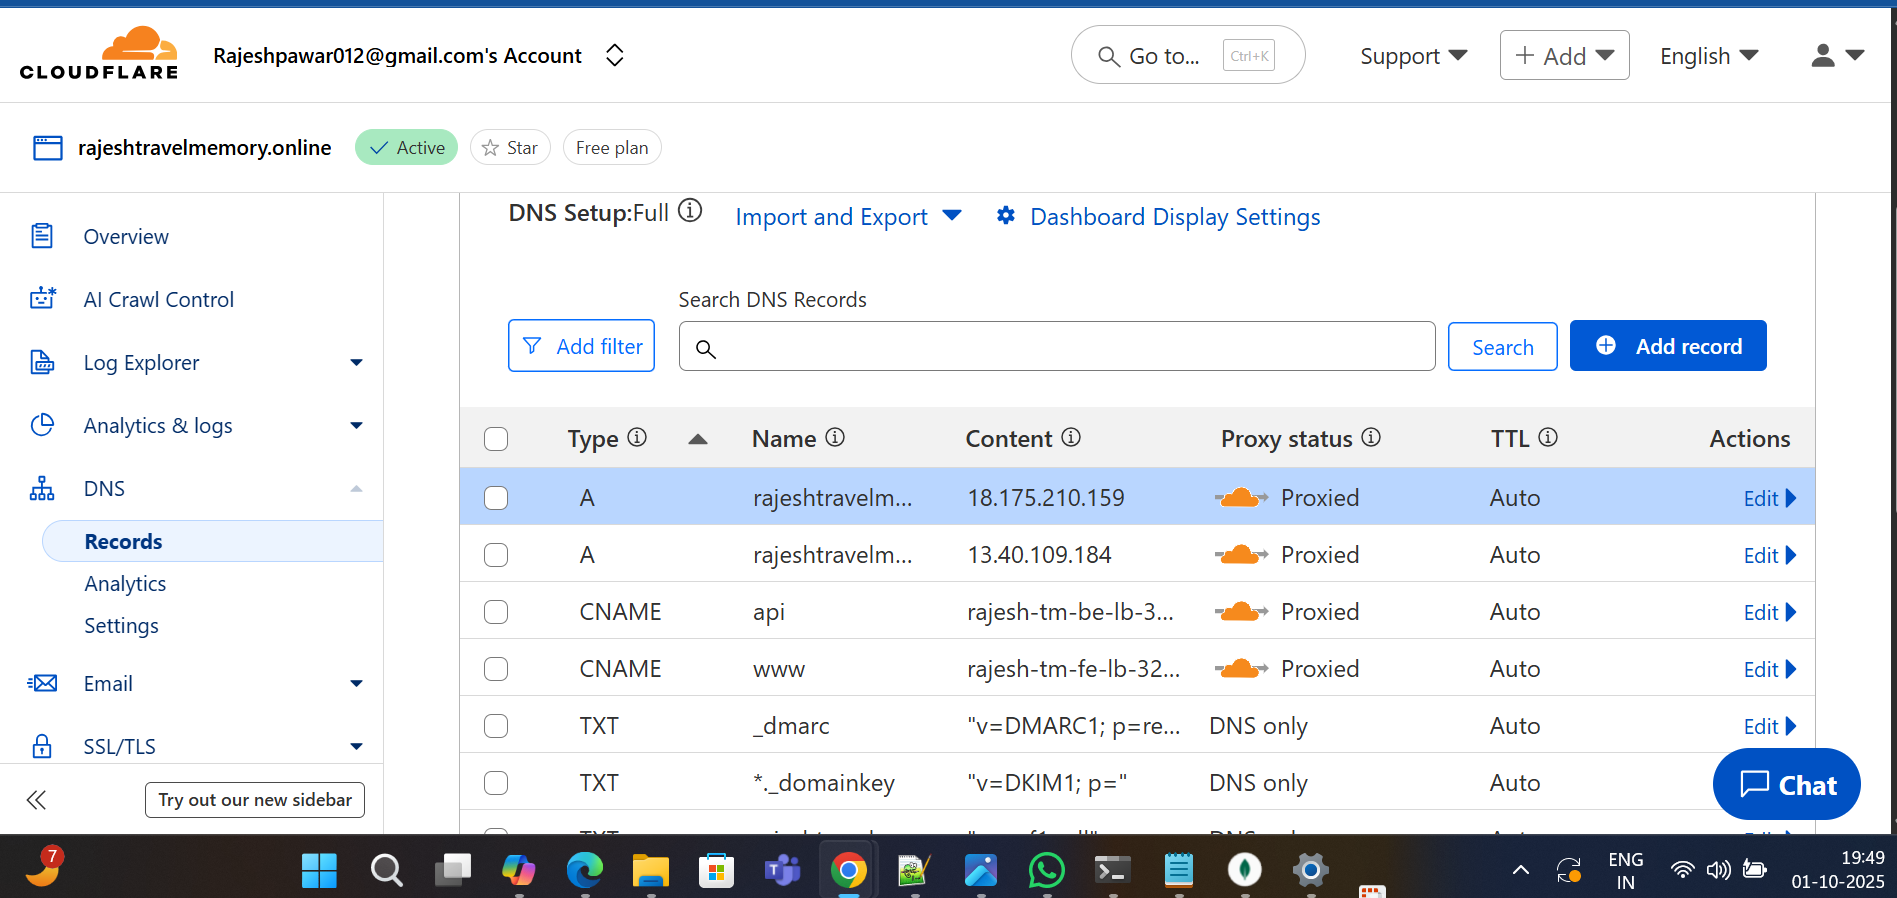 CLOUDFLARE
Rajeshpawar012@gmail.com's Account
Go to... Ctrl+K
Support
Add
English
rajeshtravelmemory.online
Active
Star
Free plan
Overview
AI Crawl Control
Log Explorer
Analytics & logs
DNS
Records
Analytics
Settings
Email
SSL/TLS
Try out our new sidebar
DNS Setup:Full
Import and Export
Dashboard Display Settings
Search DNS Records
Add filter
Search
Add record
Type Name Content Proxy status TTL Actions
A rajeshtravelm... 18.175.210.159 Proxied Auto Edit
A rajeshtravelm... 13.40.109.184 Proxied Auto Edit
CNAME api rajesh-tm-be-lb-3... Proxied Auto Edit
CNAME www rajesh-tm-fe-lb-32... Proxied Auto Edit
TXT _dmarc "v=DMARC1; p=re... DNS only Auto Edit
TXT *._domainkey "v=DKIM1; p=" DNS only Auto
Chat
7
ENG
IN
19:49
01-10-2025